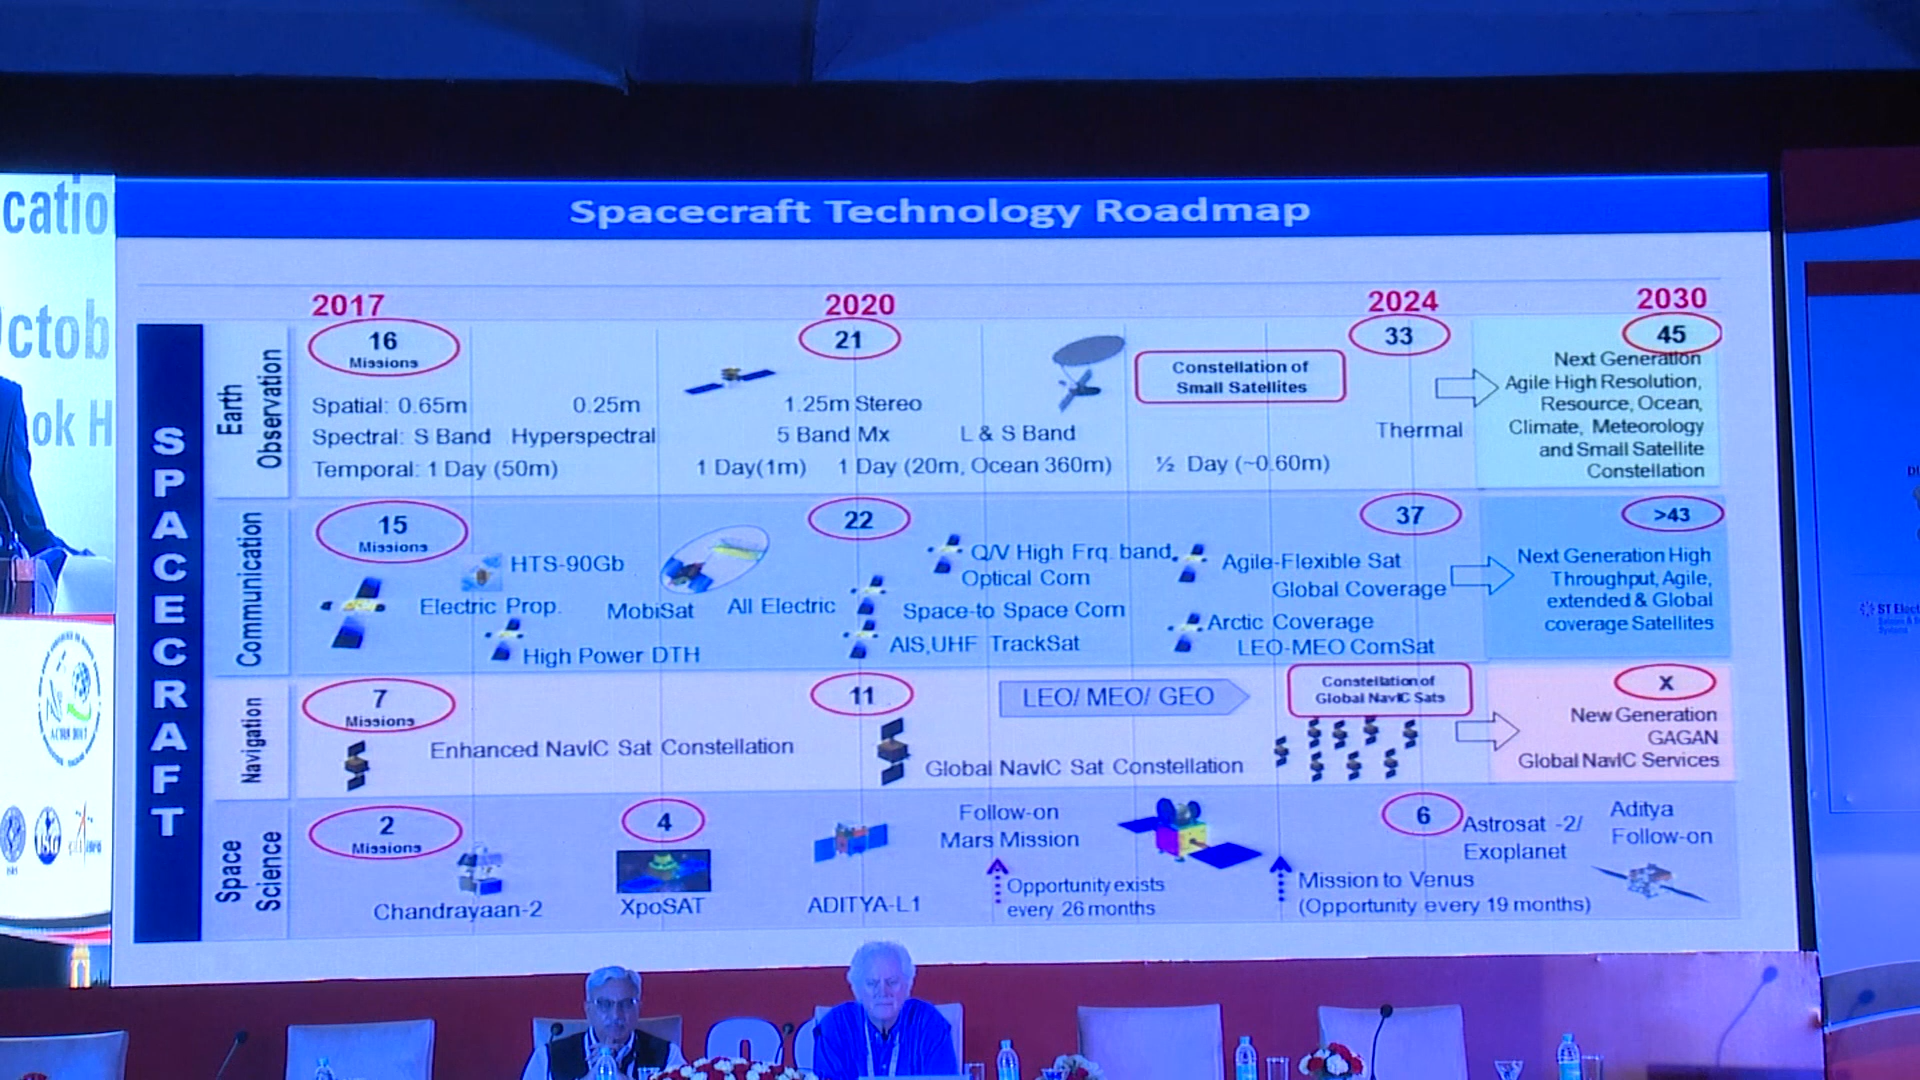 catio
Octob
ok H
Spacecraft Technology Roadmap
2017
2020
2024
2030
SPACECRAFT
Earth
Observation
16
Missions
21
33
45
Constellation of
Small Satellites
Spatial: 0.65m
0.25m
1.25m Stereo
Spectral: S Band
Hyperspectral
5 Band Mx
L & S Band
Thermal
Temporal: 1 Day (50m)
1 Day(1m)
1 Day (20m, Ocean 360m)
½ Day (~0.60m)
Next Generation
Agile High Resolution,
Resource, Ocean,
Climate, Meteorology
and Small Satellite
Constellation
Communication
15
Missions
22
37
>43
HTS-90Gb
Electric Prop.
High Power DTH
MobiSat
All Electric
Q/V High Frq. band,
Optical Com
Space-to Space Com
AIS,UHF TrackSat
Agile-Flexible Sat
Global Coverage
Arctic Coverage
LEO-MEO ComSat
Next Generation High
Throughput, Agile,
extended & Global
coverage Satellites
Navigation
7
Missions
11
LEO/ MEO/ GEO
Constellation of
Global NavIC Sats
X
Enhanced NavIC Sat Constellation
Global NavIC Sat Constellation
New Generation
GAGAN
Global NavIC Services
Space
Science
2
Missions
4
6
Chandrayaan-2
XpoSAT
ADITYA-L1
Follow-on
Mars Mission
Opportunity exists
every 26 months
Mission to Venus
(Opportunity every 19 months)
Astrosat -2/
Exoplanet
Aditya
Follow-on
ST Elect